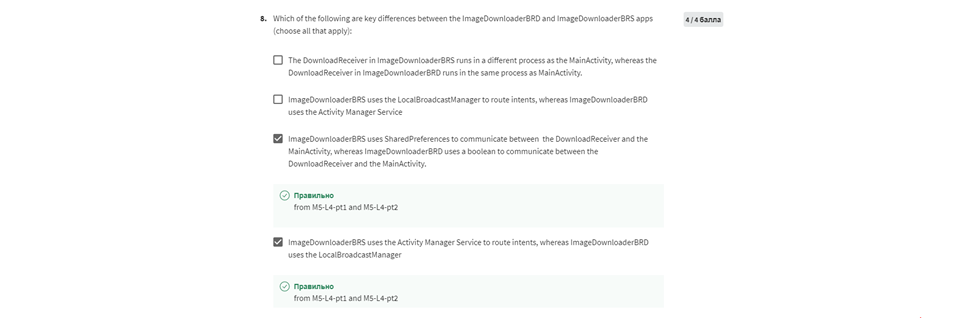 8. Which of the following are key differences between the ImageDownloaderBRD and ImageDownloaderBRS apps
(choose all that apply):
4 / 4 балла
The DownloadReceiver in ImageDownloaderBRS runs in a different process as the MainActivity, whereas the
DownloadReceiver in ImageDownloaderBRD runs in the same process as MainActivity.
ImageDownloaderBRS uses the LocalBroadcastManager to route intents, whereas ImageDownloaderBRD
uses the Activity Manager Service
ImageDownloaderBRS uses SharedPreferences to communicate between the DownloadReceiver and the
MainActivity, whereas ImageDownloaderBRD uses a boolean to communicate between the
DownloadReceiver and the MainActivity.
Правильно
from M5-L4-pt1 and M5-L4-pt2
ImageDownloaderBRS uses the Activity Manager Service to route intents, whereas ImageDownloaderBRD
uses the LocalBroadcastManager
Правильно
from M5-L4-pt1 and M5-L4-pt2